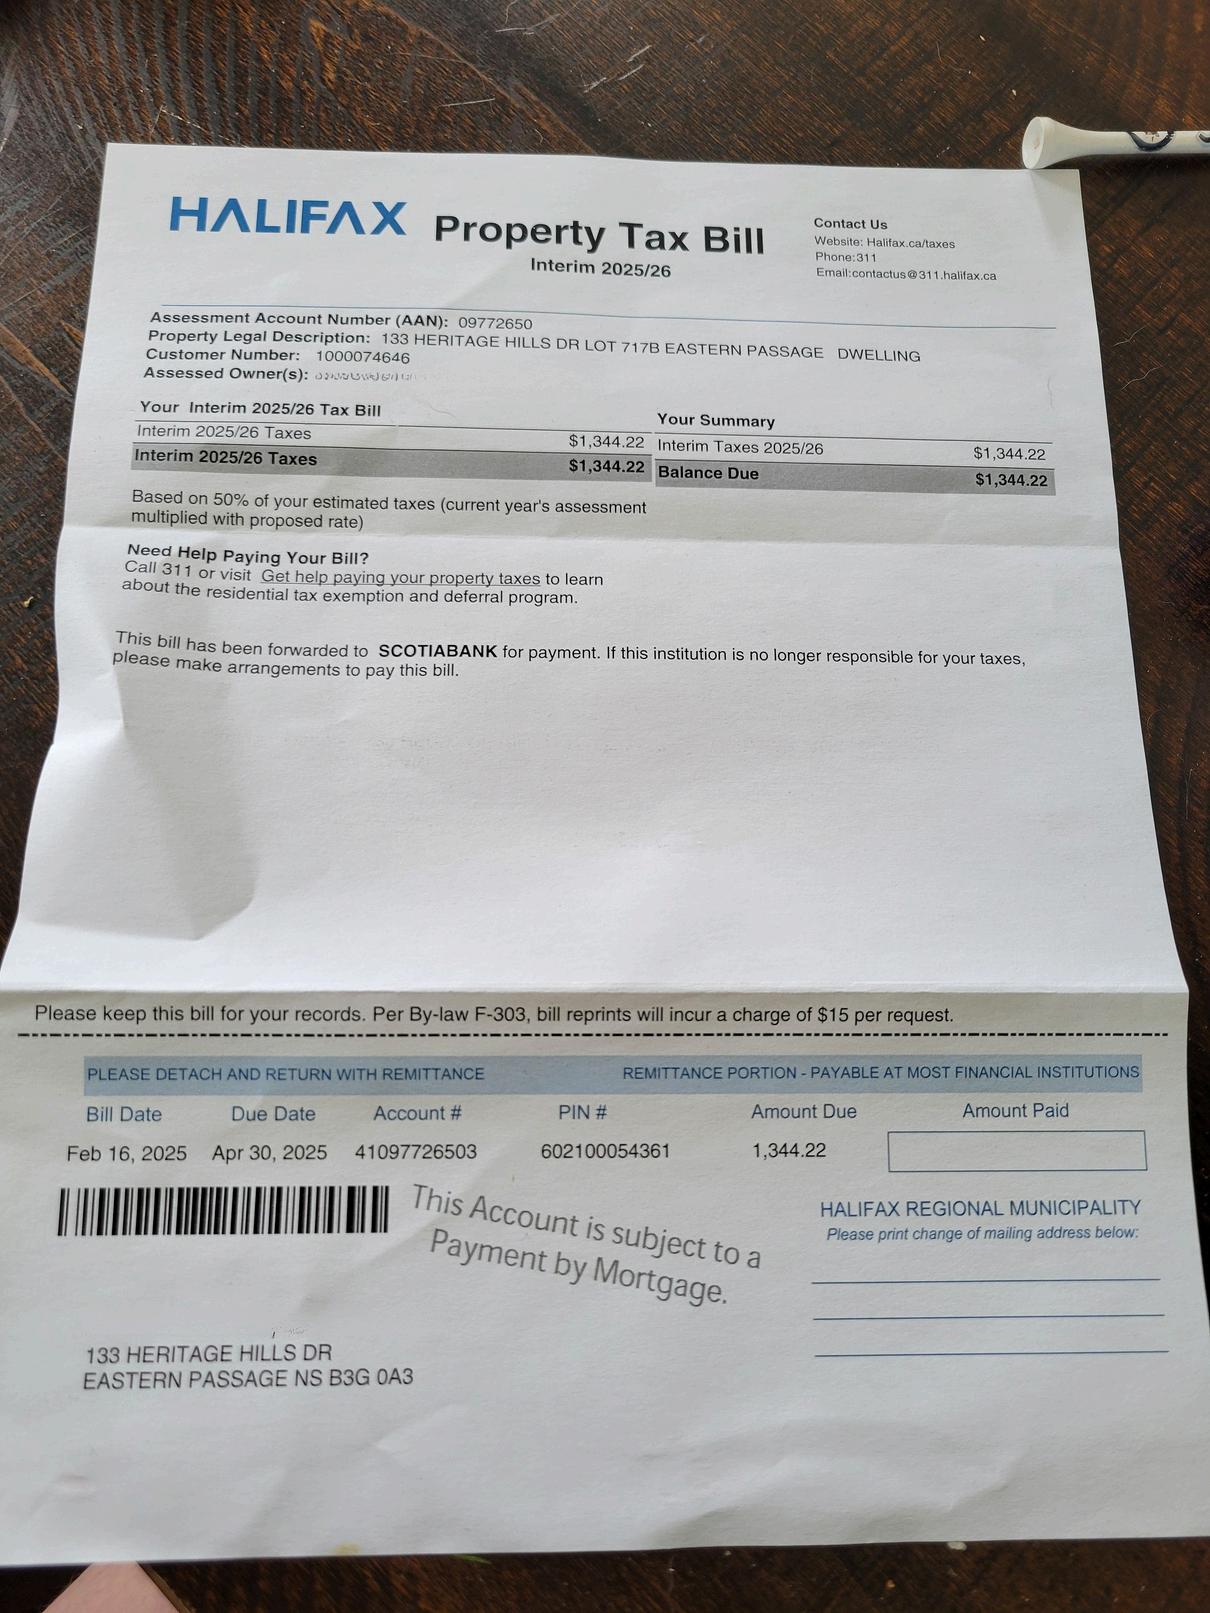 HALIFAX
Property Tax Bill
Interim 2025/26
Contact Us
Website: Halifax.ca/taxes
Phone:311
Email:contactus@311.halifax.ca
Assessment Account Number (AAN): 09772650
Property Legal Description: 133 HERITAGE HILLS DR LOT 717B EASTERN PASSAGE DWELLING
Customer Number: 1000074646
Assessed Owner(s):
Your Interim 2025/26 Tax Bill
Interim 2025/26 Taxes $1,344.22
Interim 2025/26 Taxes $1,344.22
Your Summary
Interim Taxes 2025/26 $1,344.22
Balance Due $1,344.22
Based on 50% of your estimated taxes (current year's assessment
multiplied with proposed rate)
Need Help Paying Your Bill?
Call 311 or visit Get help paying your property taxes to learn
about the residential tax exemption and deferral program.
This bill has been forwarded to SCOTIABANK for payment. If this institution is no longer responsible for your taxes,
please make arrangements to pay this bill.
Please keep this bill for your records. Per By-law F-303, bill reprints will incur a charge of $15 per request.
PLEASE DETACH AND RETURN WITH REMITTANCE REMITTANCE PORTION - PAYABLE AT MOST FINANCIAL INSTITUTIONS
Bill Date Due Date Account # PIN # Amount Due Amount Paid
Feb 16, 2025 Apr 30, 2025 41097726503 602100054361 1,344.22
This Account is subject to a
Payment by Mortgage.
HALIFAX REGIONAL MUNICIPALITY
Please print change of mailing address below:
133 HERITAGE HILLS DR
EASTERN PASSAGE NS B3G 0A3